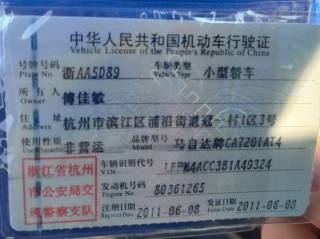 中华人民共和国机动车行驶证
Vehicle License of the People's Republic of China
号牌号码 浙AA5D89 车辆类型 小型轿车
Plate No. Vehicle Type
所有人 傅佳敏
Owner
住址 杭州市滨江区浦沿街道冠一村1区3号
使用性质 非营运 品牌型号 马自达牌CA7201AT4
浙江省杭州市公安局交通警察支队
车辆识别代号
VIN
发动机号码 80361265
Engine No.
注册日期 2011-06-08 发证日期 2011-06-08
Register Date Issue Date